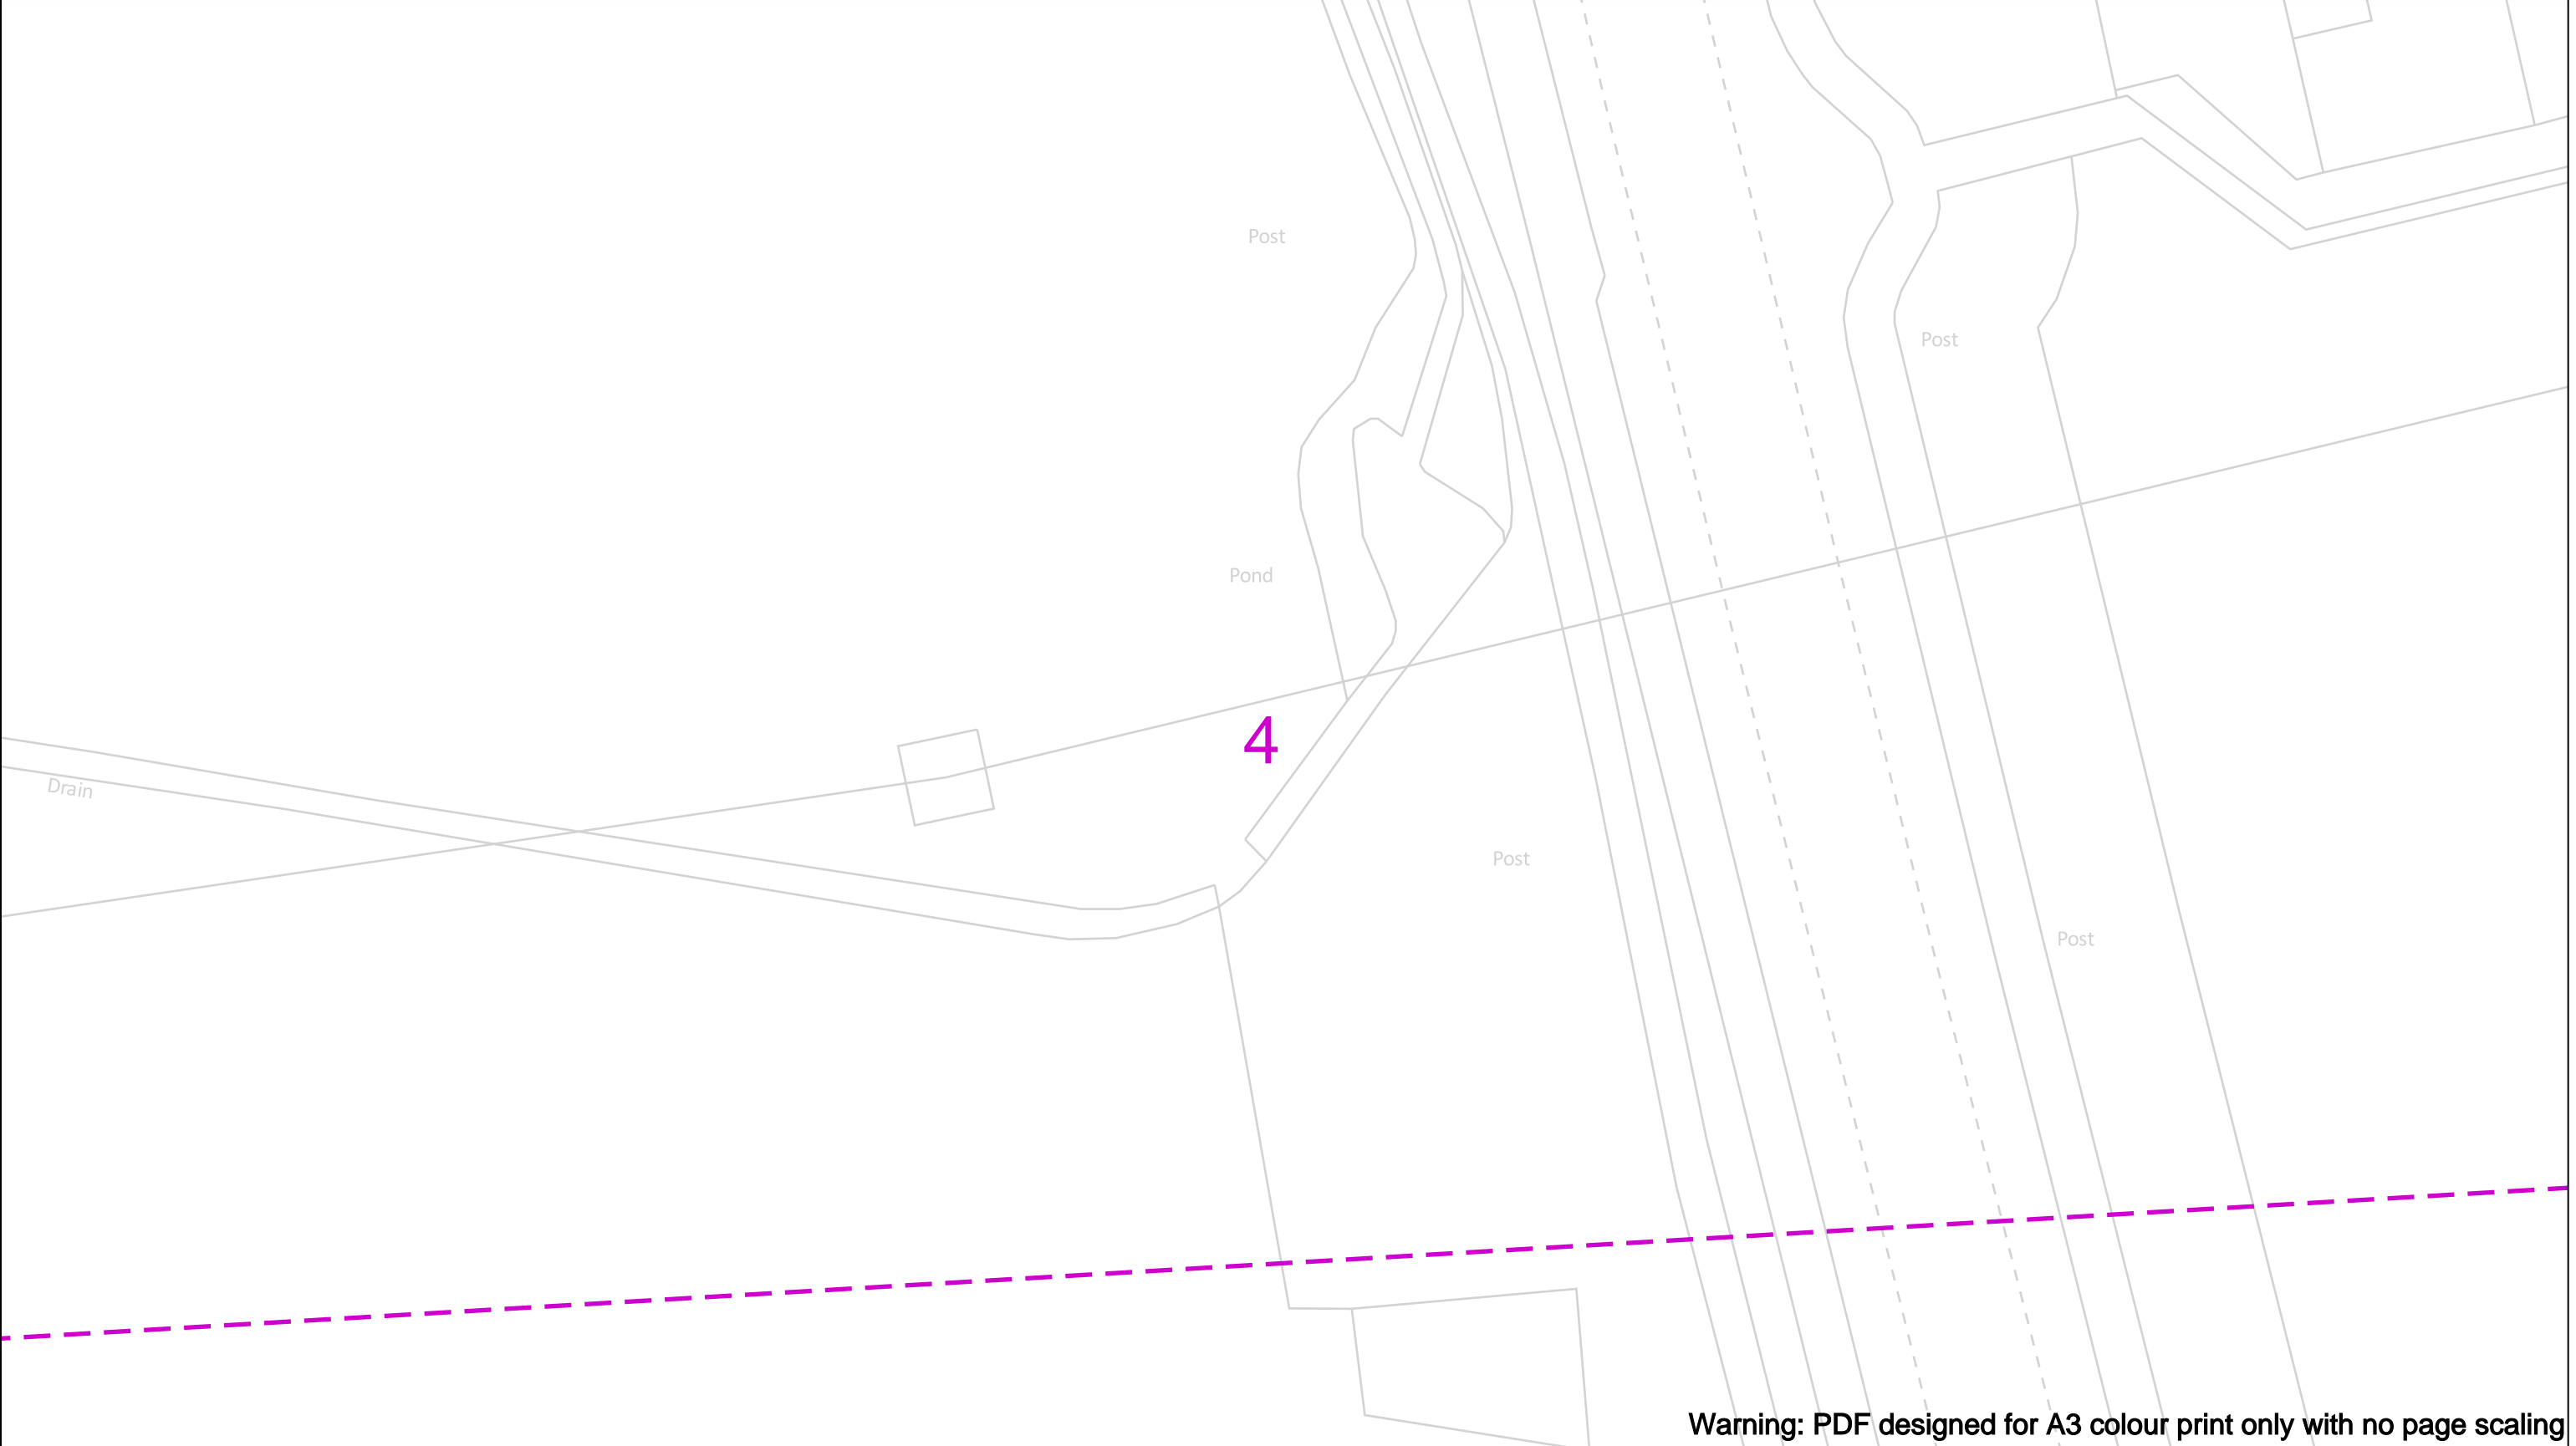 Post
Post
Pond
4
Drain
Post
Post
Warning: PDF designed for A3 colour print only with no page scaling